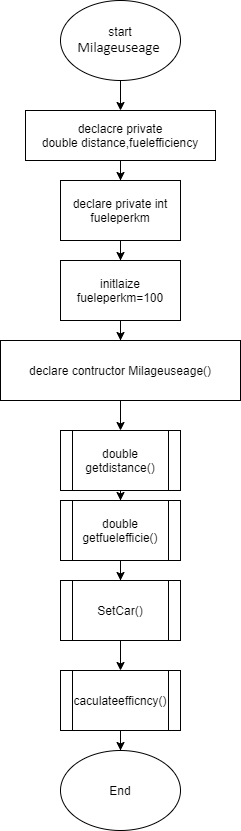 start
Milageuseage
declacre private
double distance,fuelefficiency
declare private int
fueleperkm
initlaize
fueleperkm=100
declare contructor Milageuseage()
double
getdistance()
double
getfuelefficie()
SetCar()
caculateefficncy()
End